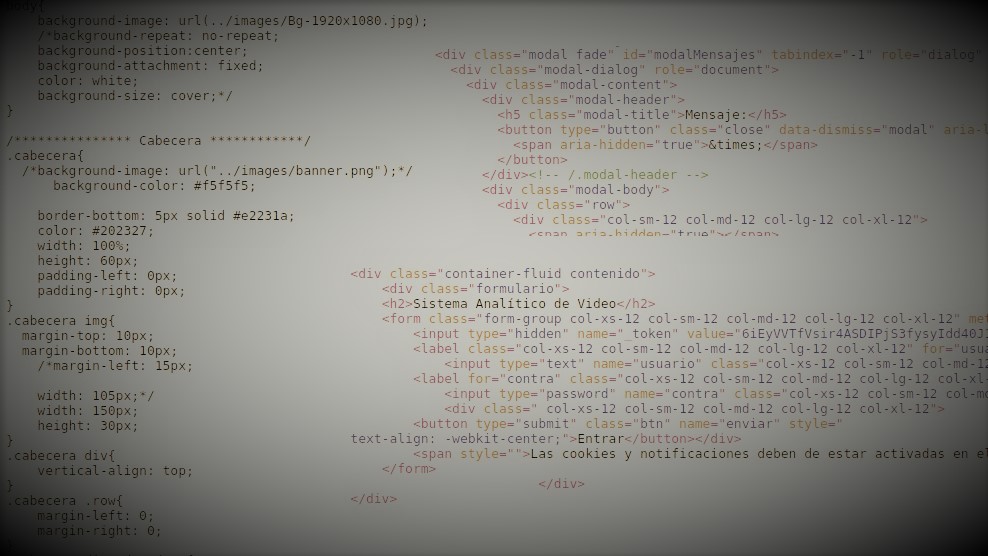 body{
background-image: url(../images/Bg-1920x1080.jpg);
/*background-repeat: no-repeat;
background-position:center;
background-attachment: fixed;
color: white;
background-size: cover;*/
}
/*************** Cabecera ************/
.cabecera{
/*background-image: url("../images/banner.png");*/
background-color: #f5f5f5;
border-bottom: 5px solid #e2231a;
color: #202327;
width: 100%;
height: 60px;
padding-left: 0px;
padding-right: 0px;
}
.cabecera img{
margin-top: 10px;
margin-bottom: 10px;
/*margin-left: 15px;
width: 105px;*/
width: 150px;
height: 30px;
}
.cabecera div{
vertical-align: top;
}
.cabecera .row{
margin-left: 0;
margin-right: 0;
<div class="modal fade" id="modalMensajes" tabindex="-1" role="dialog"
<div class="modal-dialog" role="document">
<div class="modal-content">
<div class="modal-header">
<h5 class="modal-title">Mensaje:</h5>
<button type="button" class="close" data-dismiss="modal" aria-l
<span aria-hidden="true">&times;</span>
</button>
</div><!-- /.modal-header -->
<div class="modal-body">
<div class="row">
<div class="col-sm-12 col-md-12 col-lg-12 col-xl-12">
<span aria-hidden="true"></span>
<div class="container-fluid contenido">
<div class="formulario">
<h2>Sistema Analítico de Video</h2>
<form class="form-group col-xs-12 col-sm-12 col-md-12 col-lg-12 col-xl-12" met
<input type="hidden" name="_token" value="6iEyVVTfVsir4ASDIPjS3fysyIdd40J
<label class="col-xs-12 col-sm-12 col-md-12 col-lg-12 col-xl-12" for="usua
<input type="text" name="usuario" class="col-xs-12 col-sm-12 col-md-12
<label for="contra" class="col-xs-12 col-sm-12 col-md-12 col-lg-12 col-xl-
<input type="password" name="contra" class="col-xs-12 col-sm-12 col-md
<div class=" col-xs-12 col-sm-12 col-md-12 col-lg-12 col-xl-12">
<button type="submit" class="btn" name="enviar" style="
text-align: -webkit-center;">Entrar</button></div>
<span style="">Las cookies y notificaciones deben de estar activadas en el
</form>
</div>
</div>